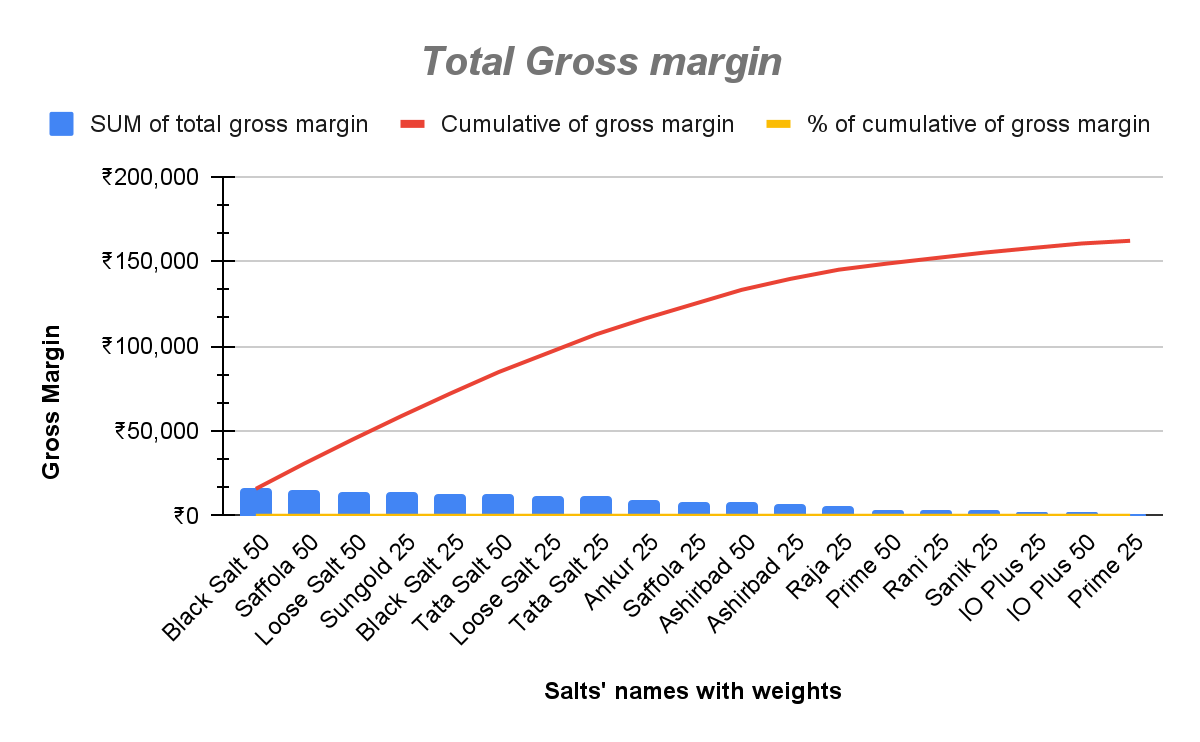 Total Gross margin
SUM of total gross margin
Cumulative of gross margin
% of cumulative of gross margin
₹200,000
₹150,000
₹100,000
₹50,000
₹0
Gross Margin
Black Salt 50
Saffola 50
Loose Salt 50
Sungold 25
Black Salt 25
Tata Salt 50
Loose Salt 25
Tata Salt 25
Ankur 25
Saffola 25
Ashirbad 50
Ashirbad 25
Raja 25
Prime 50
Rani 25
Sanik 25
IO Plus 25
IO Plus 50
Prime 25
Salts' names with weights